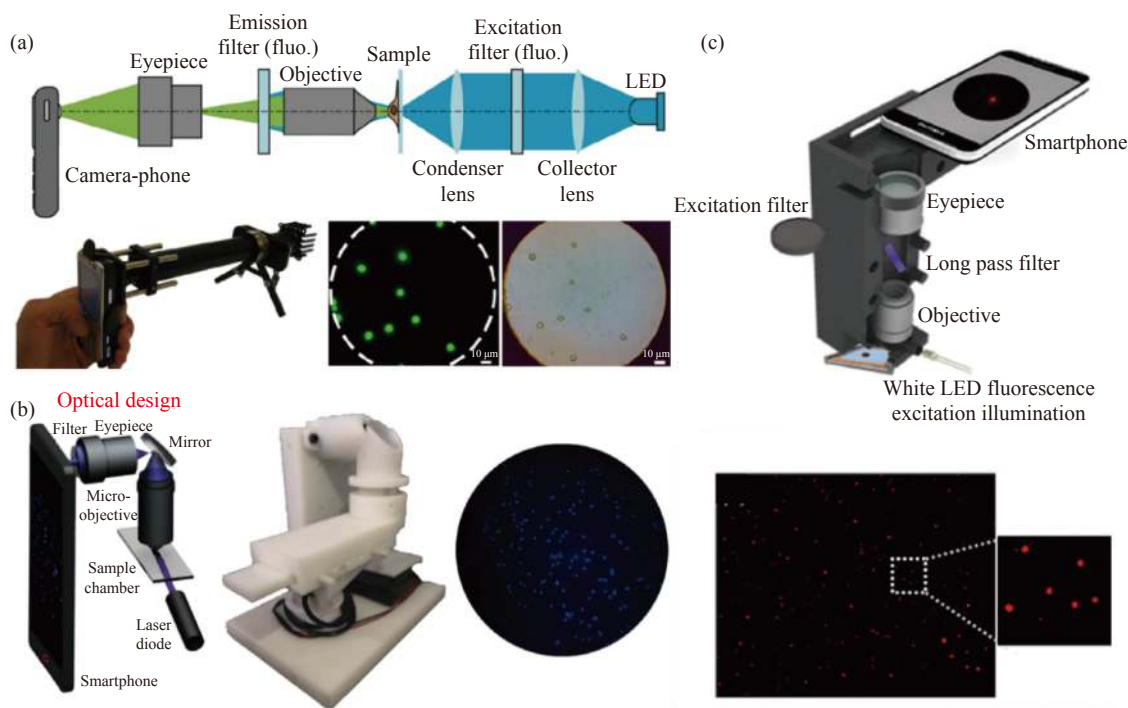 (a)
Emission
filter (fluo.)
Excitation
filter (fluo.)
Eyepiece
Objective
Sample
LED
Camera-phone
Condenser
lens
Collector
lens
10 μm
10 μm
(b)
Optical design
Filter
Eyepiece
Mirror
Micro-
objective
Sample
chamber
Laser
diode
Smartphone
(c)
Smartphone
Excitation filter
Eyepiece
Long pass filter
Objective
White LED fluorescence
excitation illumination